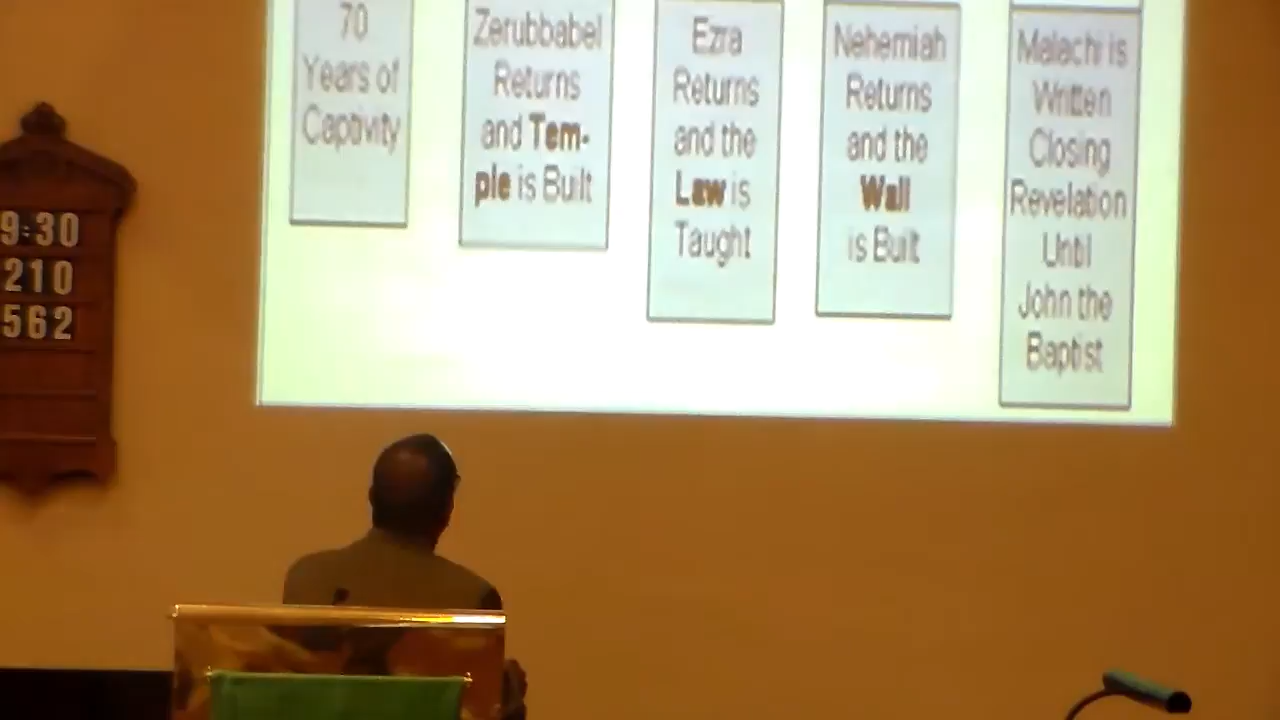 9:30
210
562
70
Years of
Captivity
Zerubbabel
Returns
and Tem-
ple is Built
Ezra
Returns
and the
Law is
Taught
Nehemiah
Returns
and the
Wall
is Built
Malachi is
Written
Closing
Revelation
Until
John the
Baptist